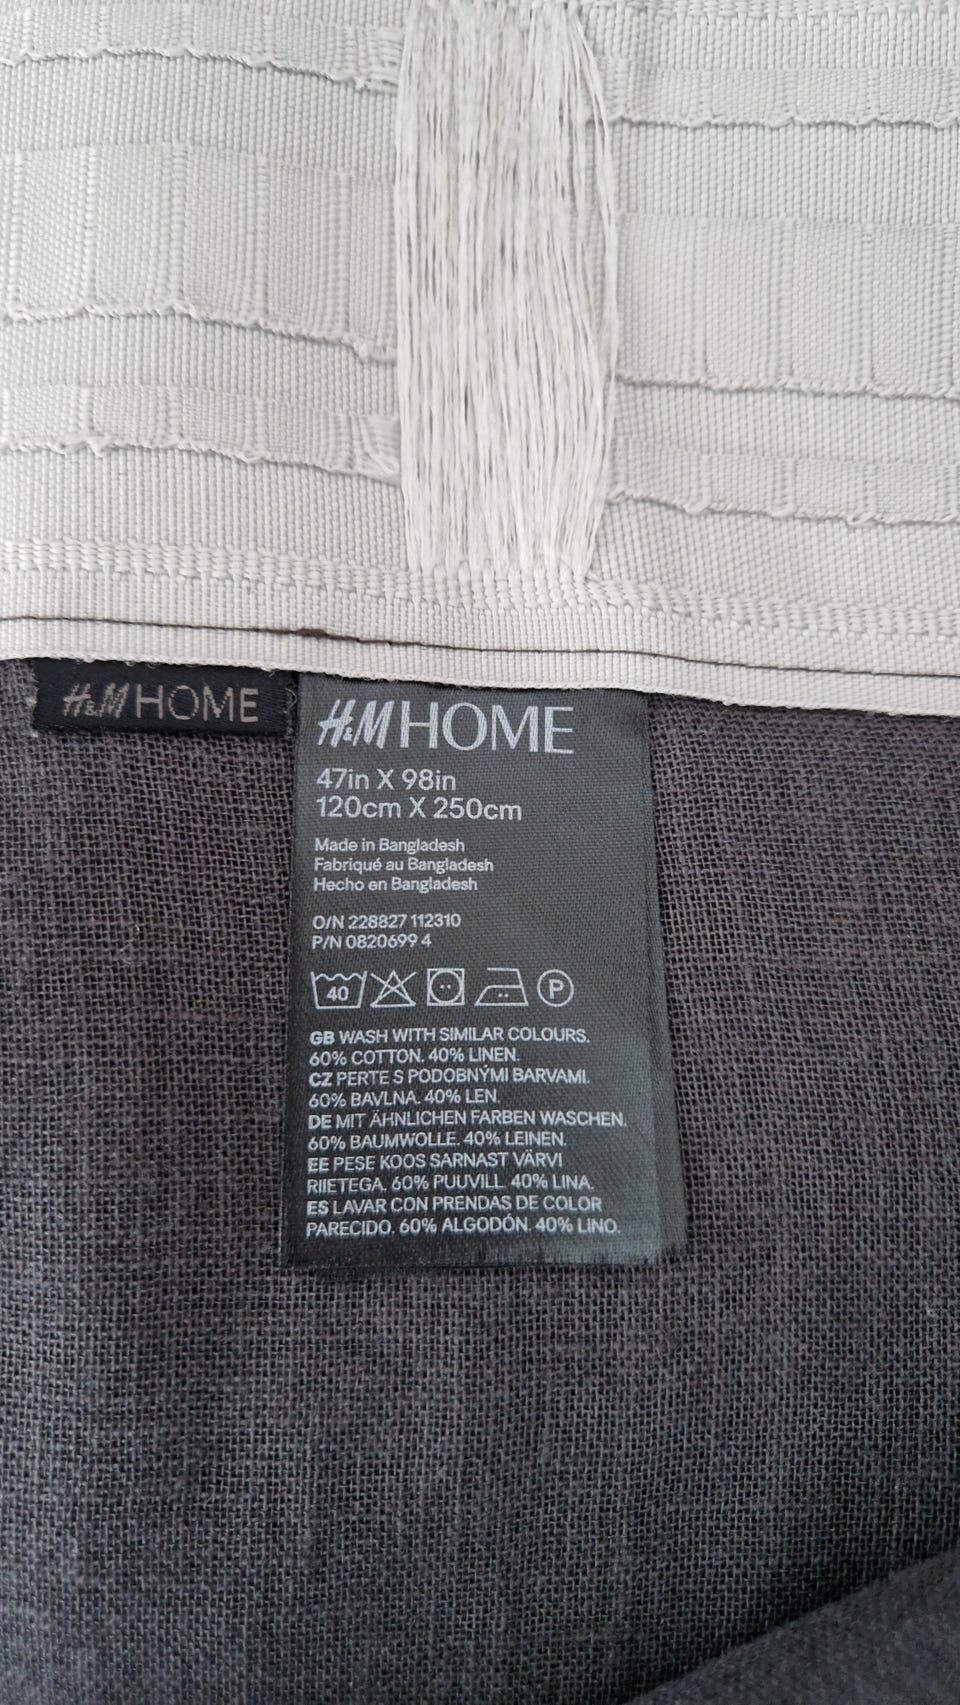 H&M HOME
H&M HOME
47in X 98in
120cm X 250cm
Made in Bangladesh
Fabriqué au Bangladesh
Hecho en Bangladesh
O/N 228827 112310
P/N 0820699 4
40 P
GB WASH WITH SIMILAR COLOURS.
60% COTTON. 40% LINEN.
CZ PERTE S PODOBNÝMI BARVAMI.
60% BAVLNA. 40% LEN.
DE MIT ÄHNLICHEN FARBEN WASCHEN.
60% BAUMWOLLE. 40% LEINEN.
EE PESE KOOS SARNAST VÄRVI
RIIETEGA. 60% PUUVILL. 40% LINA.
ES LAVAR CON PRENDAS DE COLOR
PARECIDO. 60% ALGODÓN. 40% LINO.